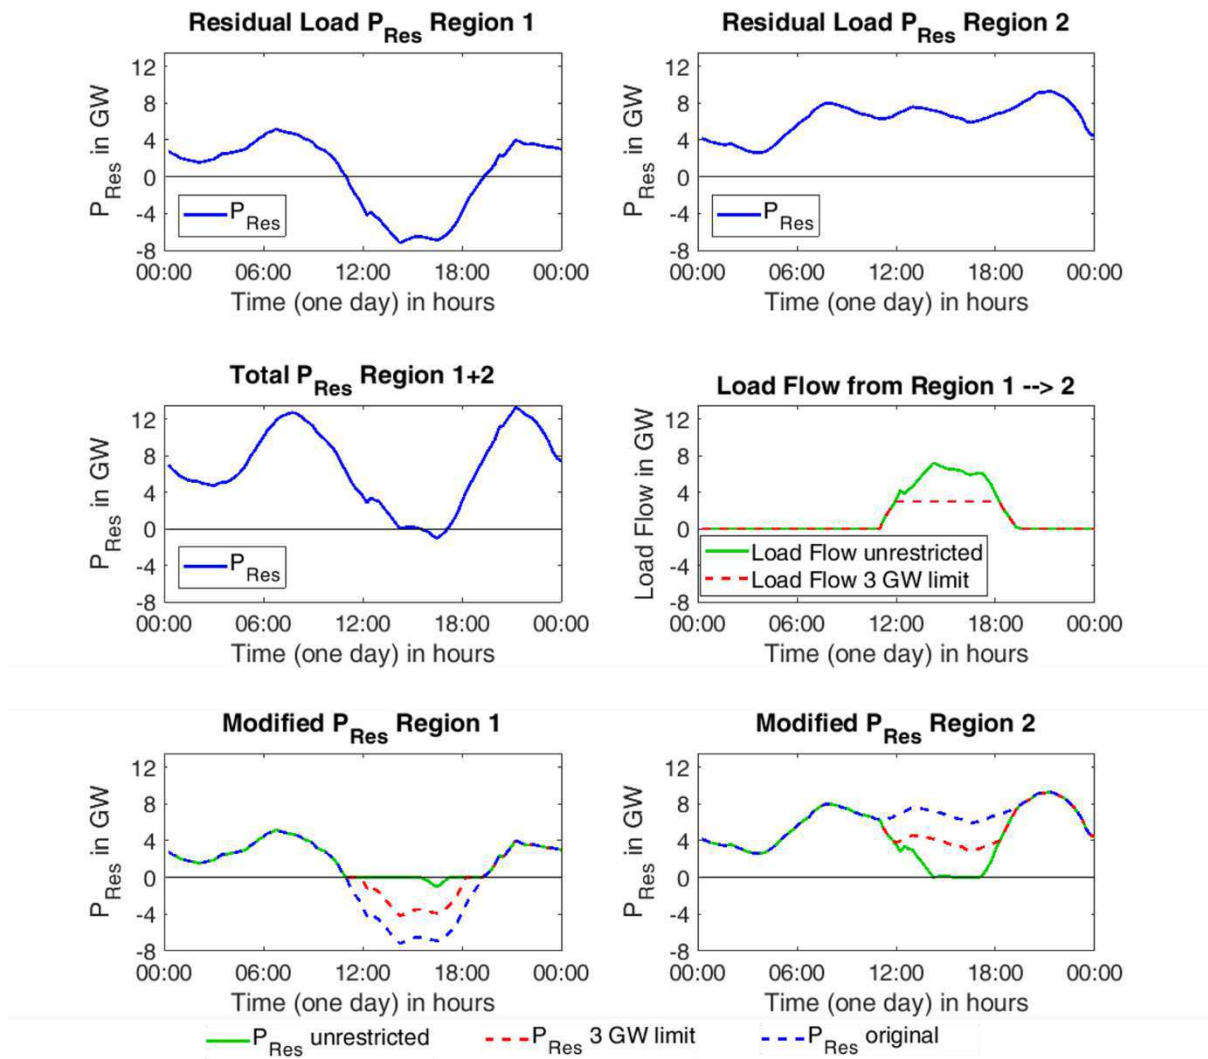 Residual Load P_Res Region 1
12
8
4
0
-4
-8
P_Res in GW
P_Res
00:00 06:00 12:00 18:00 00:00
Time (one day) in hours
Residual Load P_Res Region 2
12
8
4
0
-4
-8
P_Res in GW
P_Res
00:00 06:00 12:00 18:00 00:00
Time (one day) in hours
Total P_Res Region 1+2
12
8
4
0
-4
-8
P_Res in GW
P_Res
00:00 06:00 12:00 18:00 00:00
Time (one day) in hours
Load Flow from Region 1 --> 2
12
8
4
0
-4
-8
Load Flow in GW
Load Flow unrestricted
Load Flow 3 GW limit
00:00 06:00 12:00 18:00 00:00
Time (one day) in hours
Modified P_Res Region 1
12
8
4
0
-4
-8
P_Res in GW
00:00 06:00 12:00 18:00 00:00
Time (one day) in hours
Modified P_Res Region 2
12
8
4
0
-4
-8
P_Res in GW
00:00 06:00 12:00 18:00 00:00
Time (one day) in hours
P_Res unrestricted P_Res 3 GW limit P_Res original